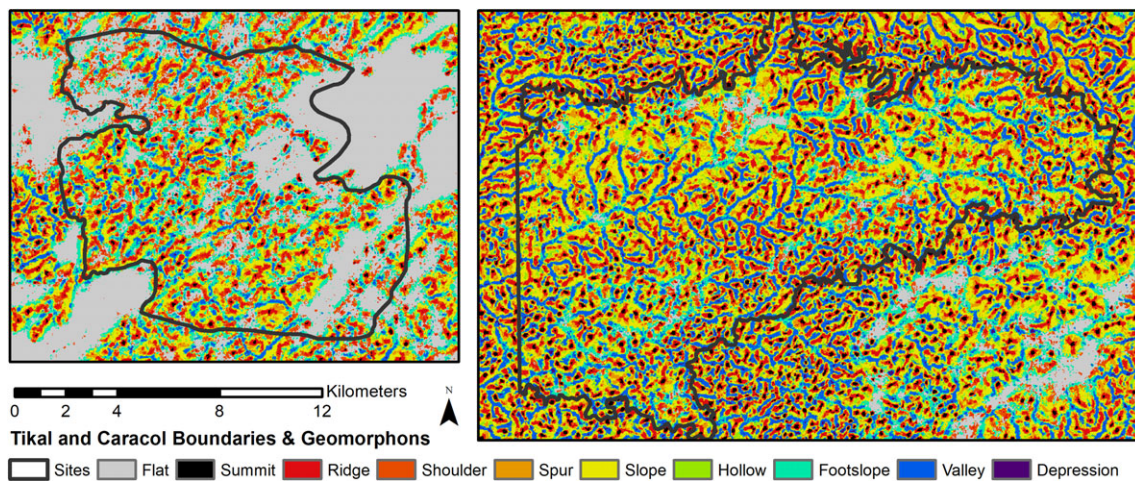 Kilometers
0 2 4 8 12
N
Tikal and Caracol Boundaries & Geomorphons
Sites Flat Summit Ridge Shoulder Spur Slope Hollow Footslope Valley Depression